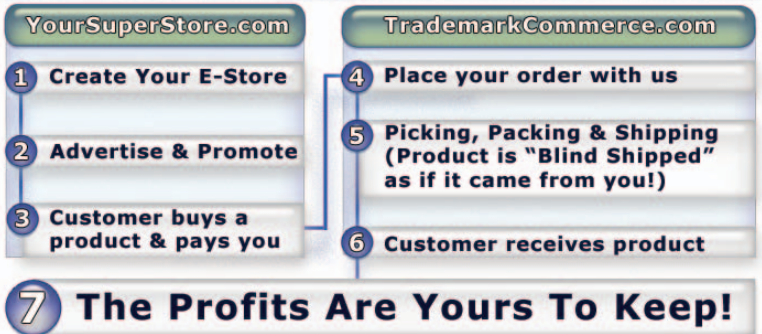 YourSuperStore.com
1 Create Your E-Store
2 Advertise & Promote
3 Customer buys a
product & pays you
TrademarkCommerce.com
4 Place your order with us
5 Picking, Packing & Shipping
(Product is “Blind Shipped”
as if it came from you!)
6 Customer receives product
7 The Profits Are Yours To Keep!